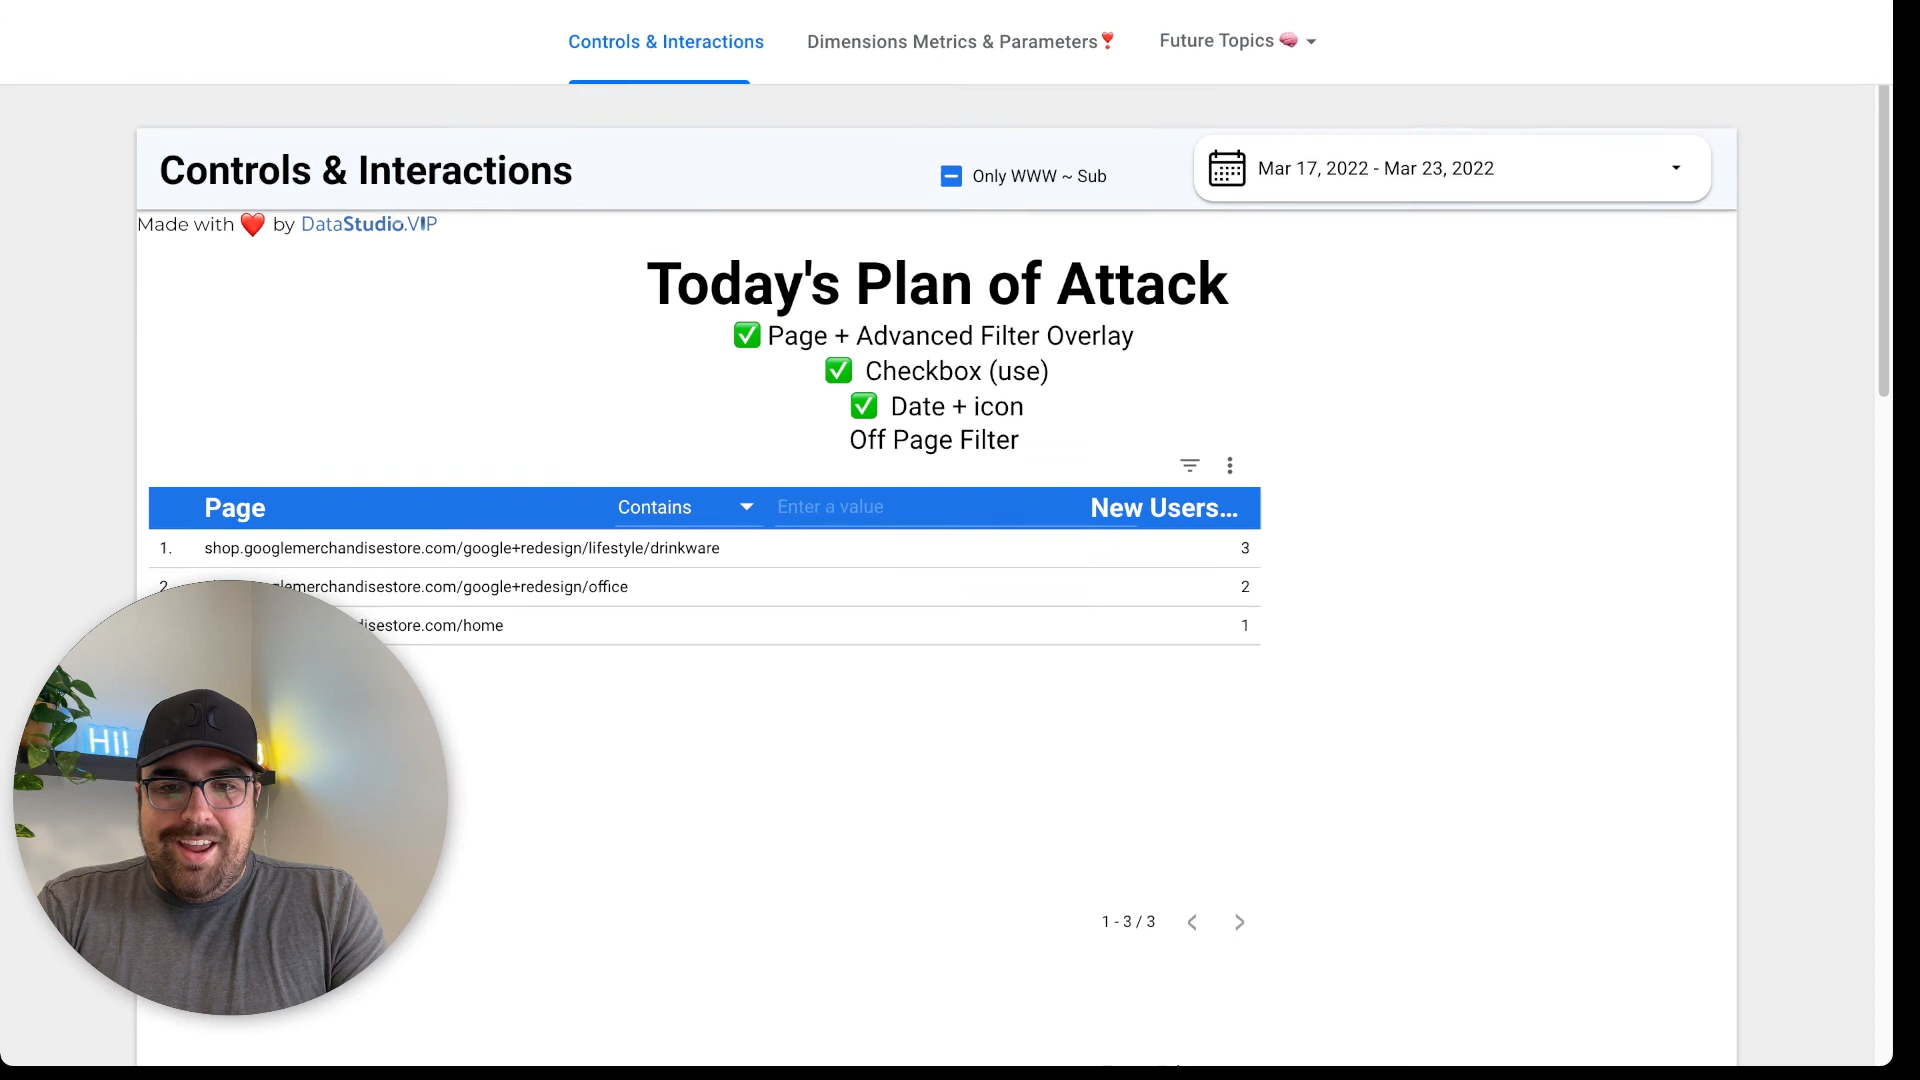 Controls & Interactions
Dimensions Metrics & Parameters❣️
Future Topics 🧠
Controls & Interactions
Only WWW ~ Sub
Mar 17, 2022 - Mar 23, 2022
Made with ❤️ by DataStudio.VIP
Today's Plan of Attack
✅ Page + Advanced Filter Overlay
✅ Checkbox (use)
✅ Date + icon
Off Page Filter
Page Contains Enter a value New Users...
1. shop.googlemerchandisestore.com/google+redesign/lifestyle/drinkware 3
2 lemerchandisestore.com/google+redesign/office 2
disestore.com/home 1
Hi!
1 - 3 / 3